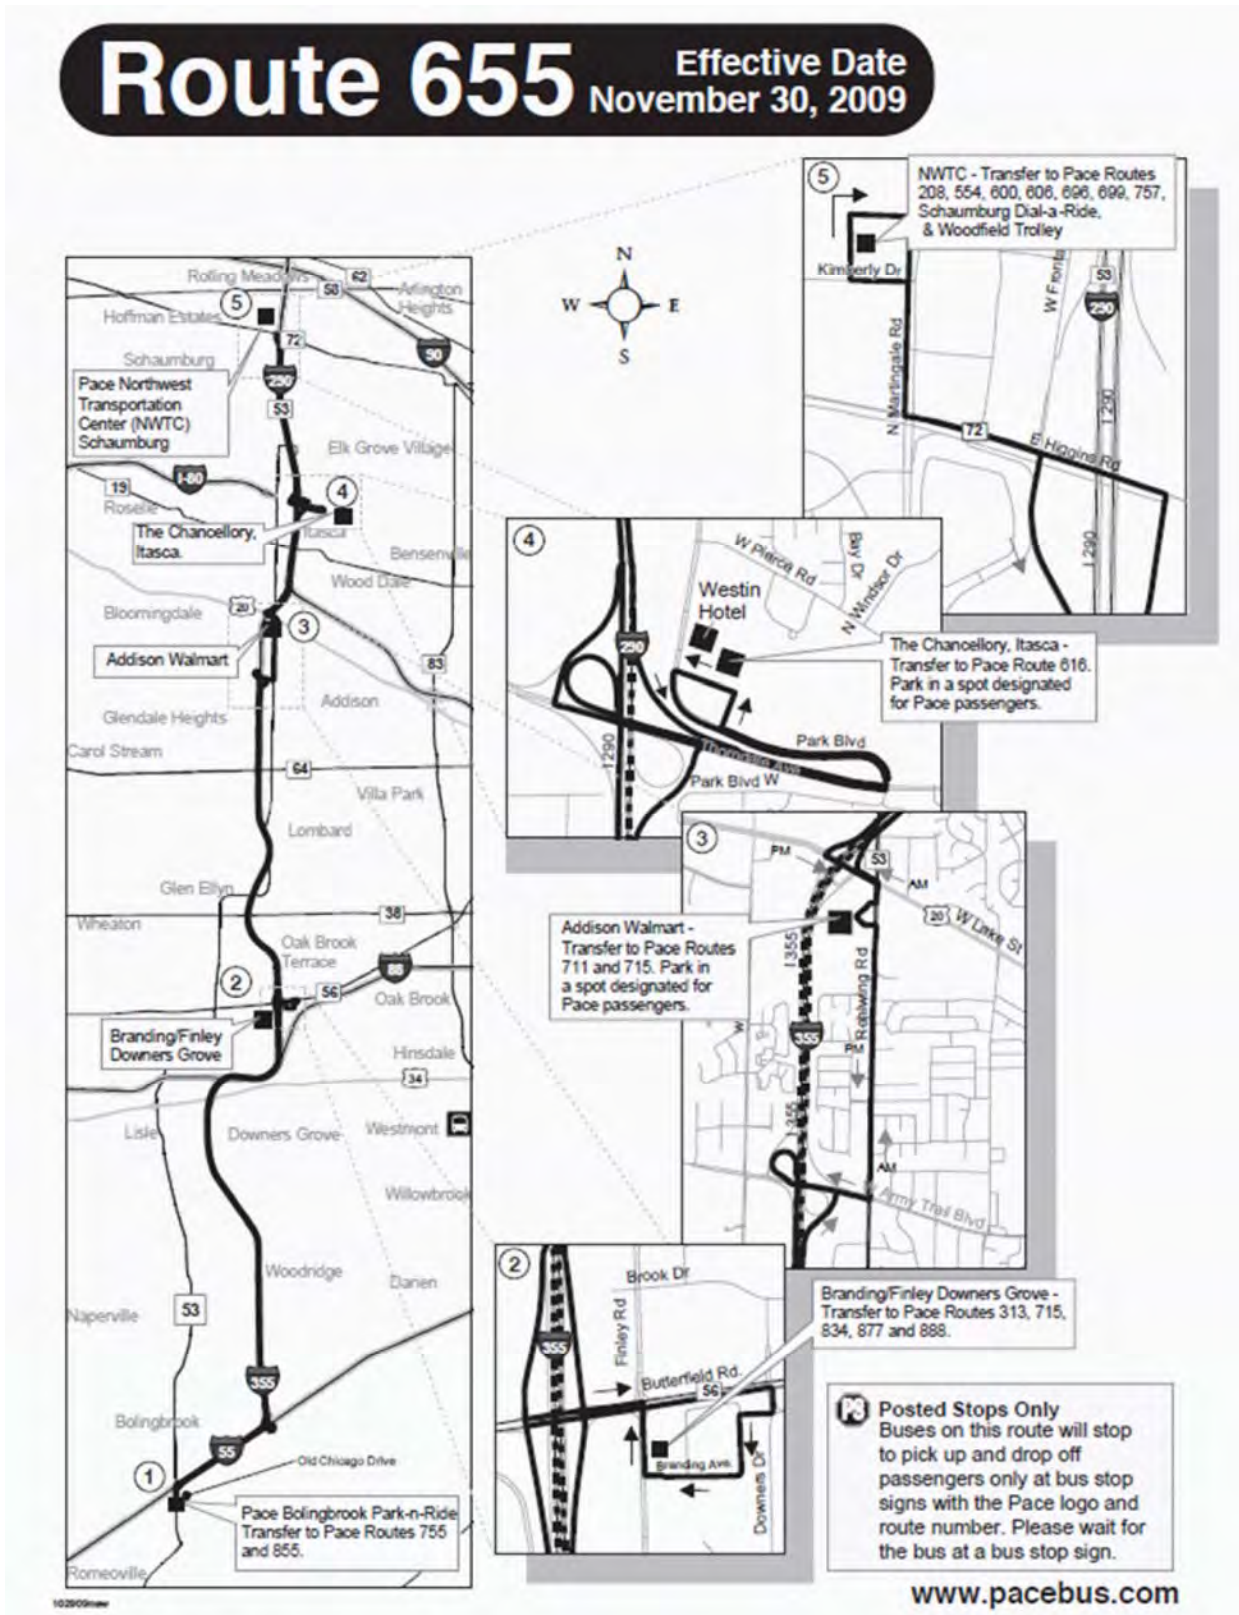 Route 655
Effective Date
November 30, 2009
5
NWTC - Transfer to Pace Routes
208, 554, 600, 606, 696, 699, 757,
Schaumburg Dial-a-Ride,
& Woodfield Trolley
Kimberly Dr
N Martingale Rd
53
290
I 290
72
E Higgins Rd
I 290
N
W
E
S
Rolling Meadows
62
58
Arlington
Heights
5
Hoffman Estates
72
90
Schaumburg
290
Pace Northwest
Transportation
Center (NWTC)
Schaumburg
53
Elk Grove Village
19
4
Roselle
The Chancellory,
Itasca.
Itasca
Bensenville
Wood Dale
20
Bloomingdale
3
Addison Walmart
83
Addison
Glendale Heights
Carol Stream
64
Villa Park
Lombard
Glen Ellyn
38
Wheaton
Oak Brook
Terrace
88
2
56
Oak Brook
Branding/Finley
Downers Grove
Hinsdale
34
Lisle
Downers Grove
Westmont
Willowbrook
Woodridge
Darien
Naperville
53
355
Bolingbrook
55
Old Chicago Drive
1
Pace Bolingbrook Park-n-Ride
Transfer to Pace Routes 755
and 855.
Romeoville
4
W Pierce Rd
Bay Dr
N Windsor Dr
Westin
Hotel
290
The Chancellory, Itasca -
Transfer to Pace Route 616.
Park in a spot designated
for Pace passengers.
I 290
Park Blvd
Park Blvd W
3
PM
53
AM
20
W Lake St
Addison Walmart -
Transfer to Pace Routes
711 and 715. Park in
a spot designated for
Pace passengers.
I 355
Rohlwing Rd
355
PM
I 355
AM
W Army Trail Blvd
2
Brook Dr
Finley Rd
355
Butterfield Rd.
56
Branding Ave.
Downers Dr
Branding/Finley Downers Grove -
Transfer to Pace Routes 313, 715,
834, 877 and 888.
Posted Stops Only
Buses on this route will stop
to pick up and drop off
passengers only at bus stop
signs with the Pace logo and
route number. Please wait for
the bus at a bus stop sign.
www.pacebus.com